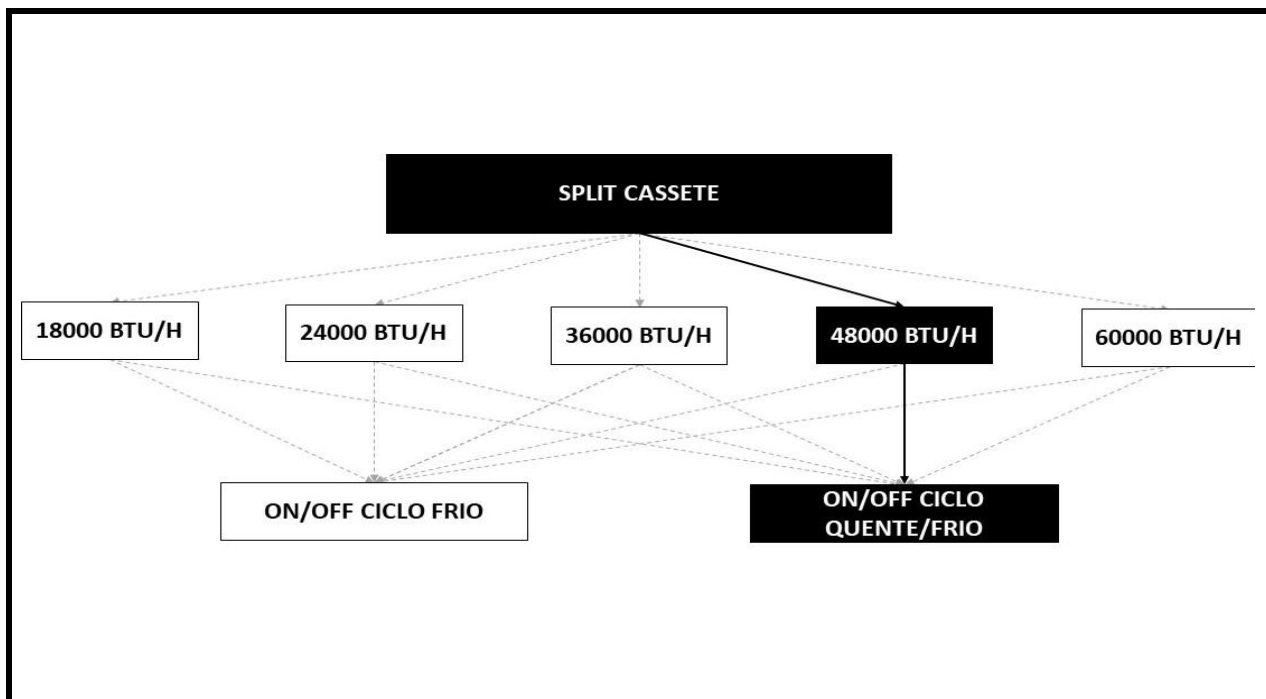 SPLIT CASSETE
18000 BTU/H
24000 BTU/H
36000 BTU/H
48000 BTU/H
60000 BTU/H
ON/OFF CICLO FRIO
ON/OFF CICLO
QUENTE/FRIO